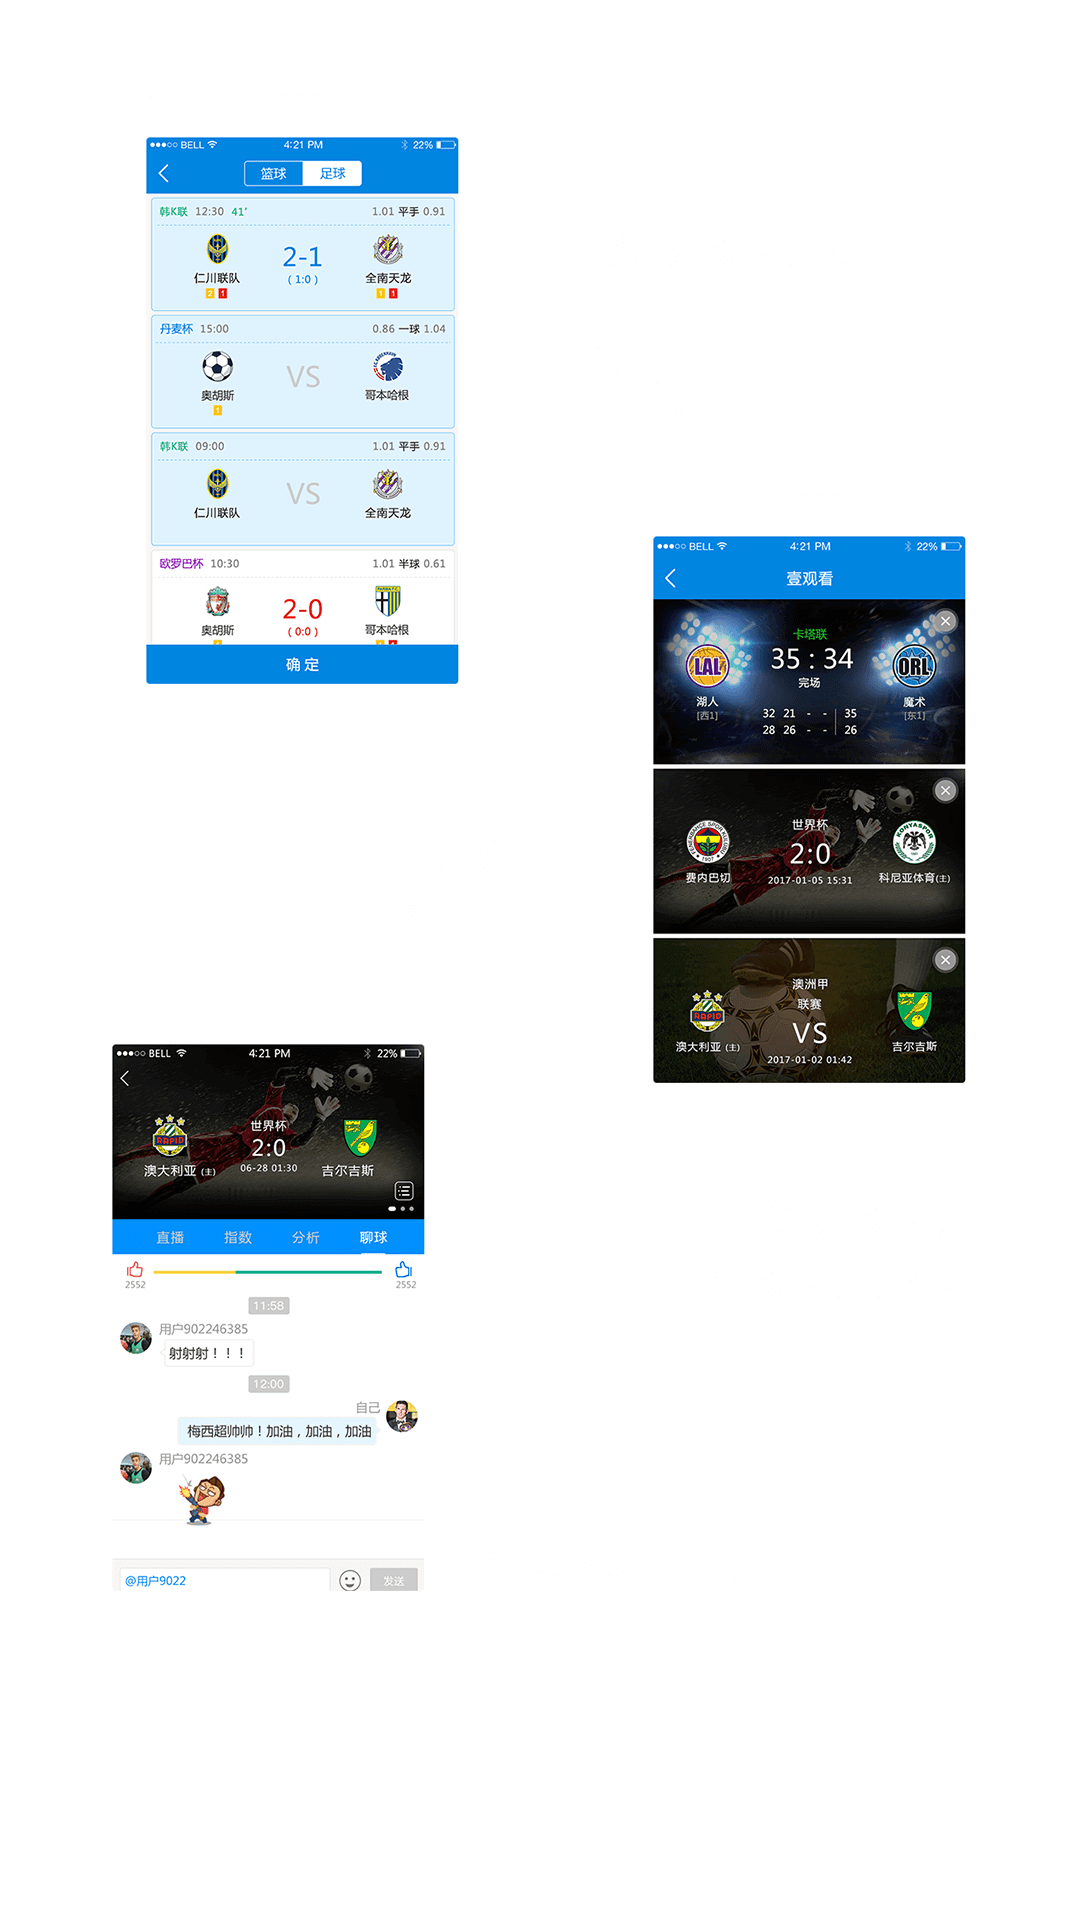 BELL
4:21 PM
22%
篮球
足球
韩K联 12:30 41'
1.01 平手 0.91
2-1
(1:0)
仁川联队
全南天龙
2 1
1 1
丹麦杯 15:00
0.86 一球 1.04
VS
奥胡斯
哥本哈根
1
韩K联 09:00
1.01 平手 0.91
VS
仁川联队
全南天龙
欧罗巴杯 10:30
1.01 半球 0.61
2-0
(0:0)
奥胡斯
哥本哈根
确定
BELL
4:21 PM
22%
壹观看
卡塔联
35 : 34
完场
LAL
ORL
湖人
[西1]
魔术
[东1]
32 21 - - 35
28 26 - - 26
世界杯
2:0
2017-01-05 15:31
费内巴切
科尼亚体育(主)
KONYASPOR
1907
澳洲甲
联赛
VS
2017-01-02 01:42
RAPID
澳大利亚 (主)
吉尔吉斯
BELL
4:21 PM
22%
世界杯
2:0
06-28 01:30
RAPID
澳大利亚 (主)
吉尔吉斯
直播
指数
分析
聊球
2552
2552
11:58
用户902246385
射射射！！！
12:00
自己
梅西超帅帅！加油，加油，加油
用户902246385
@用户9022
发送